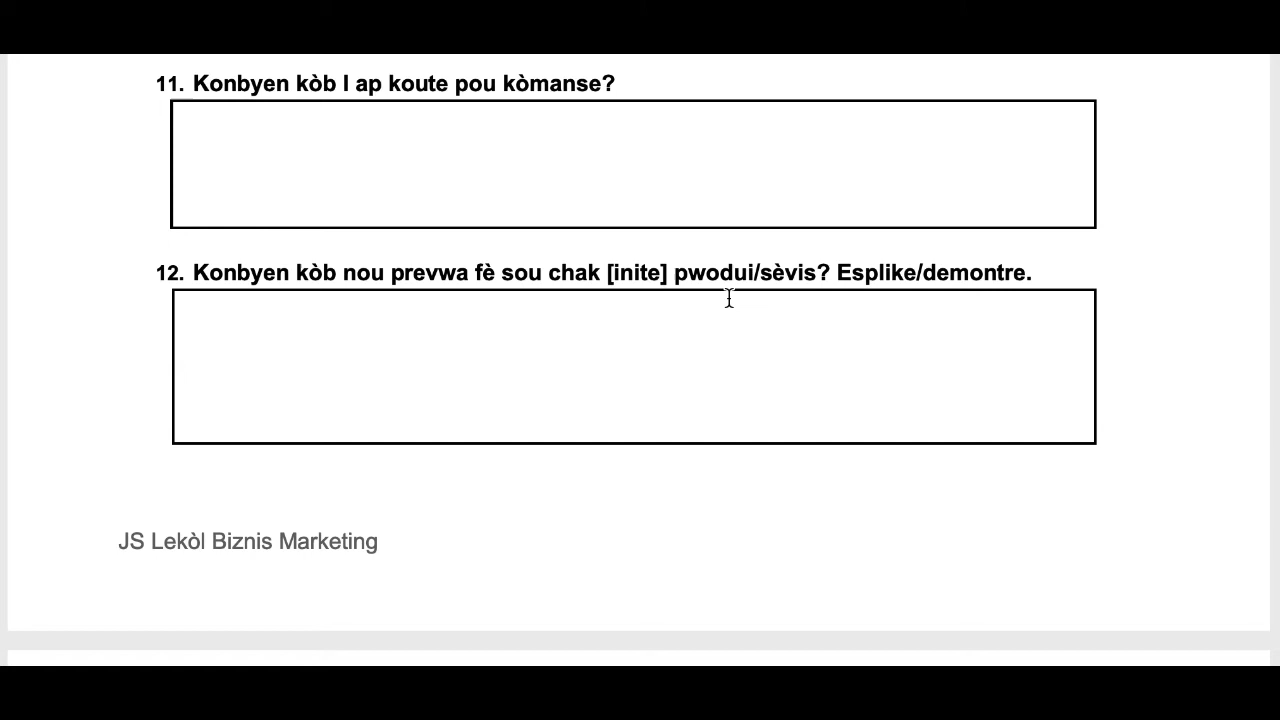 11. Konbyen kòb l ap koute pou kòmanse?
12. Konbyen kòb nou prevwa fè sou chak [inite] pwodui/sèvis? Esplike/demontre.
JS Lekòl Biznis Marketing